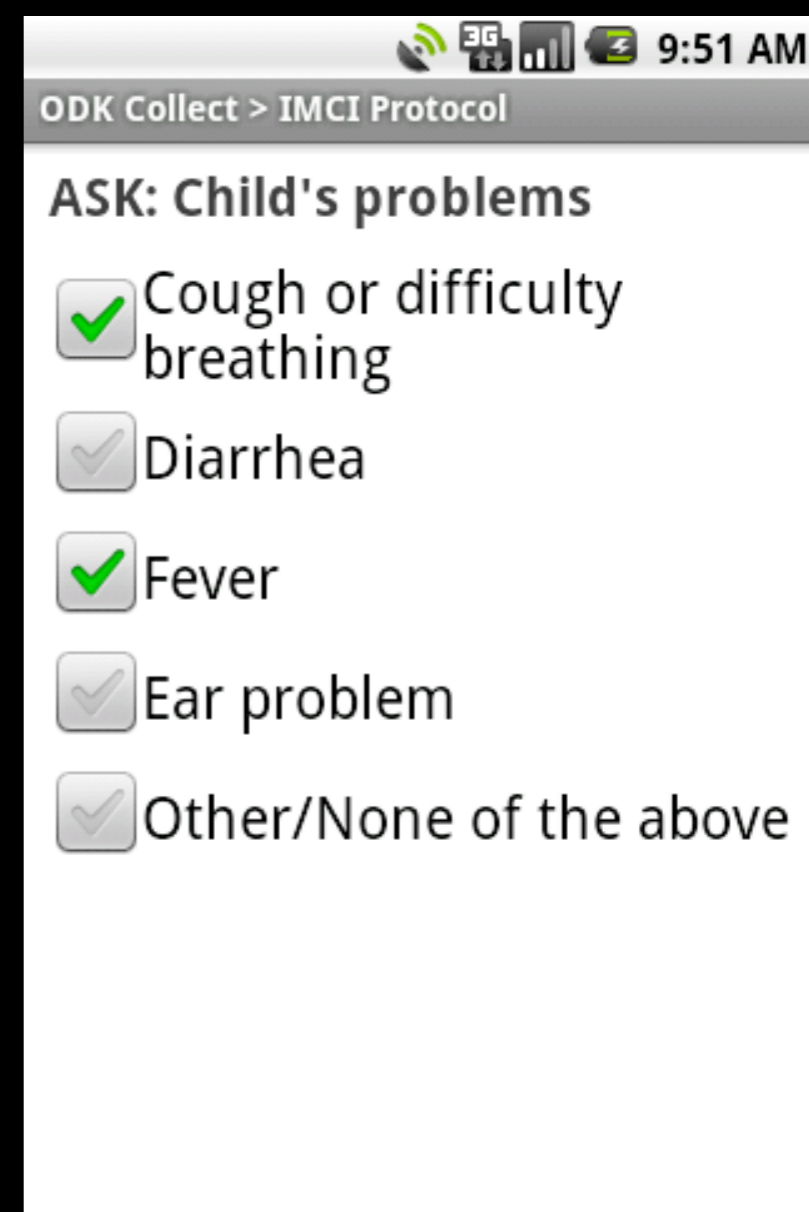 3G 9:51 AM
ODK Collect > IMCI Protocol
ASK: Child's problems
Cough or difficulty
breathing
Diarrhea
Fever
Ear problem
Other/None of the above